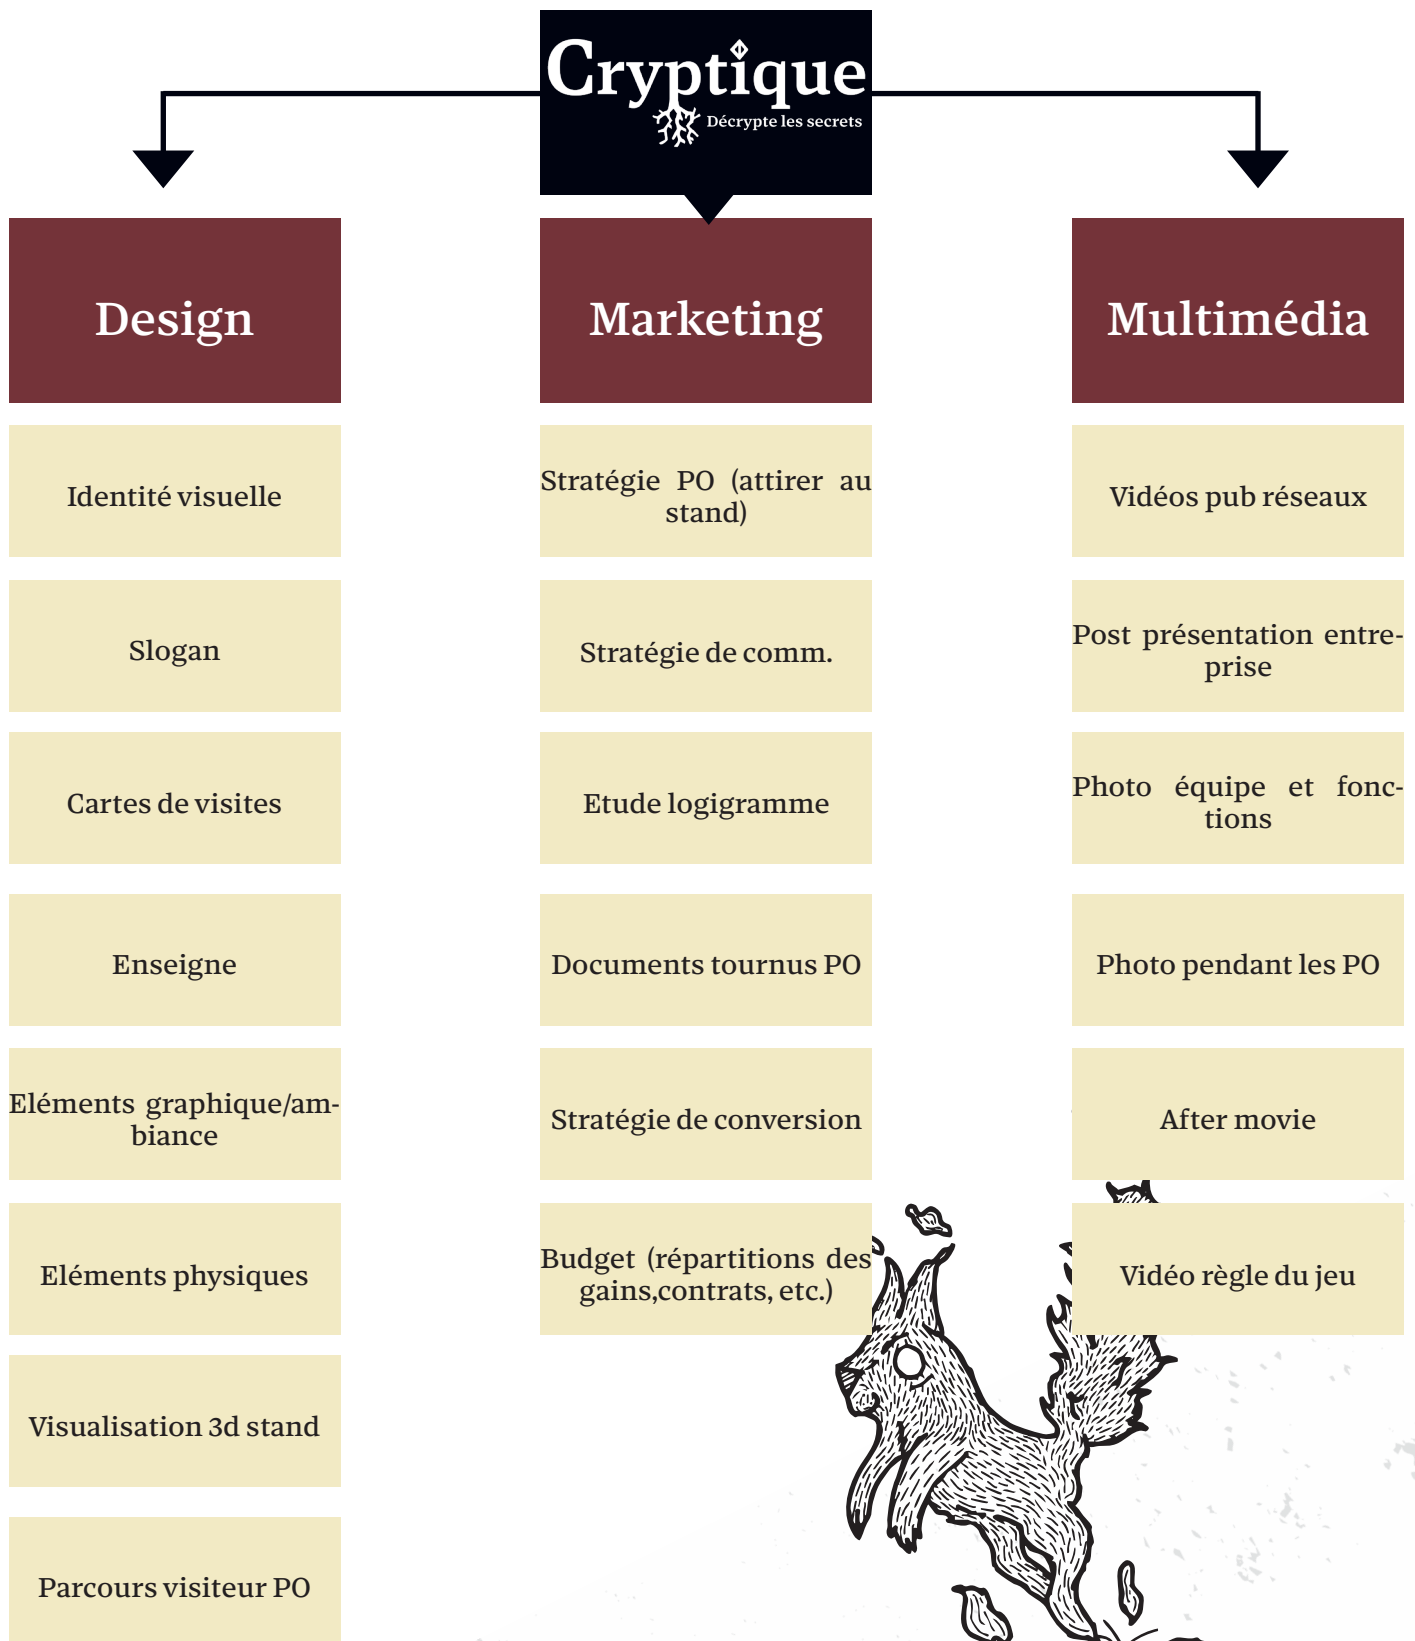 Cryptique
Décrypte les secrets
Design
Identité visuelle
Slogan
Cartes de visites
Enseigne
Eléments graphique/am-
biance
Eléments physiques
Visualisation 3d stand
Parcours visiteur PO
Marketing
Stratégie PO (attirer au
stand)
Stratégie de comm.
Etude logigramme
Documents tournus PO
Stratégie de conversion
Budget (répartitions des
gains,contrats, etc.)
Multimédia
Vidéos pub réseaux
Post présentation entre-
prise
Photo équipe et fonc-
tions
Photo pendant les PO
After movie
Vidéo règle du jeu